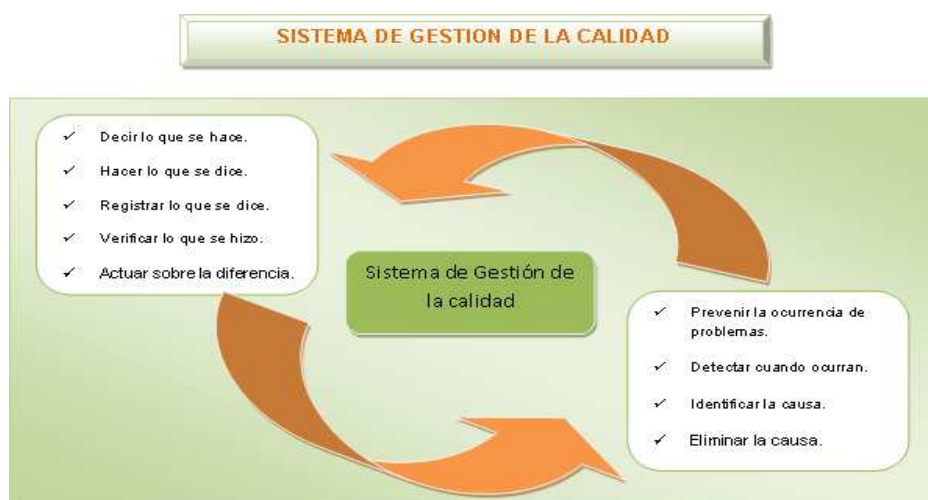 SISTEMA DE GESTION DE LA CALIDAD
Decir lo que se hace.
Hacer lo que se dice.
Registrar lo que se dice.
Verificar lo que se hizo.
Actuar sobre la diferencia.
Sistema de Gestión de
la calidad
Prevenir la ocurrencia de
problemas.
Detectar cuando ocurran.
Identificar la causa.
Eliminar la causa.